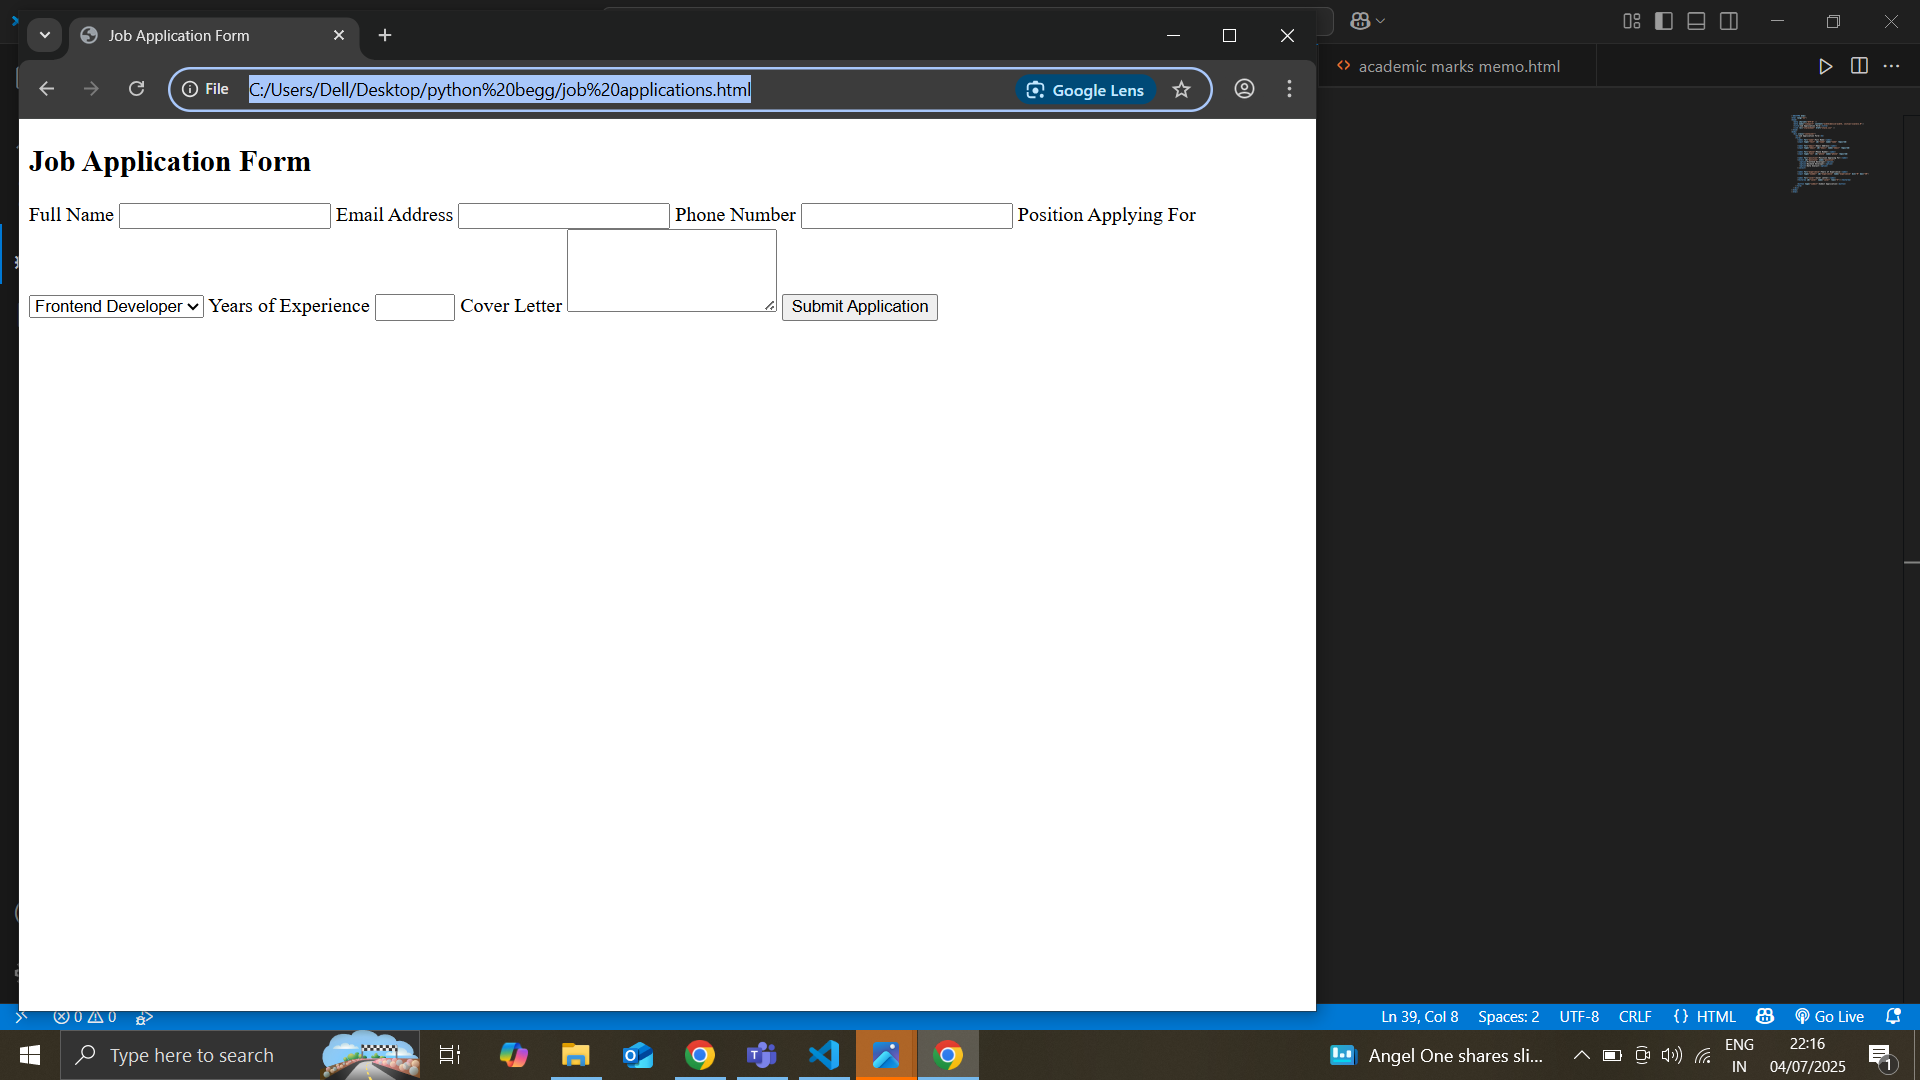 Job Application Form
academic marks memo.html
File C:/Users/Dell/Desktop/python%20begg/job%20applications.html Google Lens
Job Application Form
Full Name Email Address Phone Number Position Applying For
Frontend Developer Years of Experience Cover Letter Submit Application
0 0 Ln 39, Col 8 Spaces: 2 UTF-8 CRLF {} HTML Go Live
Type here to search Angel One shares sli... ENG 22:16
IN 04/07/2025 1